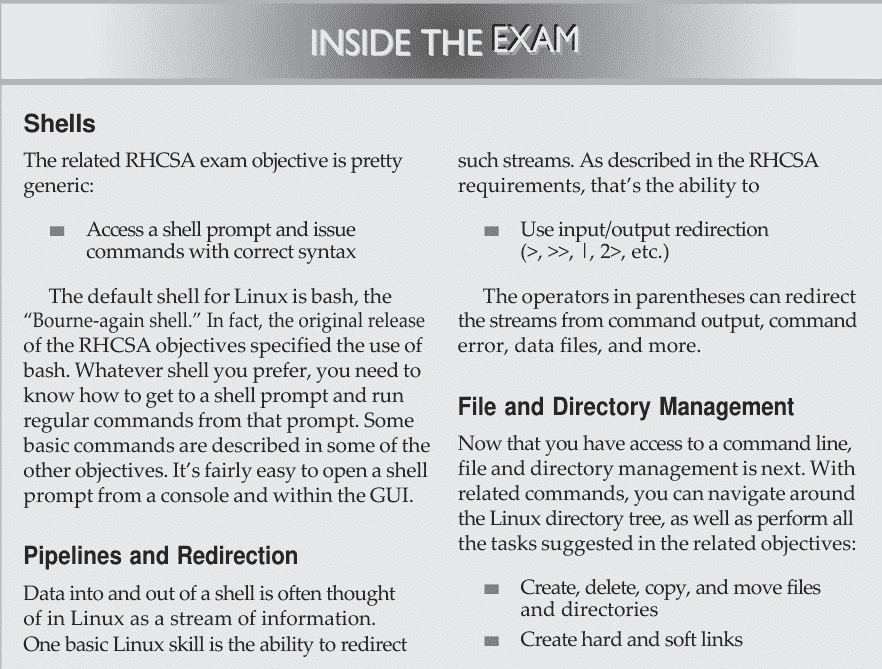 INSIDE THE EXAM
Shells
The related RHCSA exam objective is pretty
generic:
Access a shell prompt and issue
commands with correct syntax
The default shell for Linux is bash, the
“Bourne-again shell.” In fact, the original release
of the RHCSA objectives specified the use of
bash. Whatever shell you prefer, you need to
know how to get to a shell prompt and run
regular commands from that prompt. Some
basic commands are described in some of the
other objectives. It’s fairly easy to open a shell
prompt from a console and within the GUI.
Pipelines and Redirection
Data into and out of a shell is often thought
of in Linux as a stream of information.
One basic Linux skill is the ability to redirect
such streams. As described in the RHCSA
requirements, that’s the ability to
Use input/output redirection
(>, >>, |, 2>, etc.)
The operators in parentheses can redirect
the streams from command output, command
error, data files, and more.
File and Directory Management
Now that you have access to a command line,
file and directory management is next. With
related commands, you can navigate around
the Linux directory tree, as well as perform all
the tasks suggested in the related objectives:
Create, delete, copy, and move files
and directories
Create hard and soft links